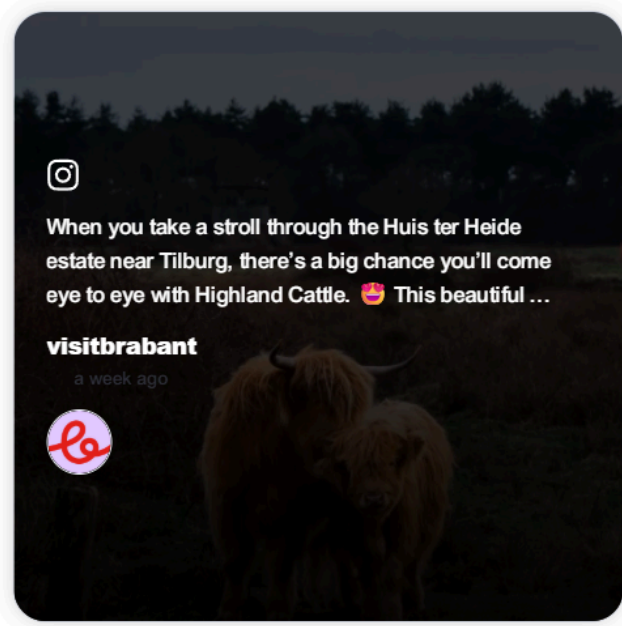 When you take a stroll through the Huis ter Heide
estate near Tilburg, there's a big chance you'll come
eye to eye with Highland Cattle. 😍 This beautiful ...
visitbrabant
a week ago